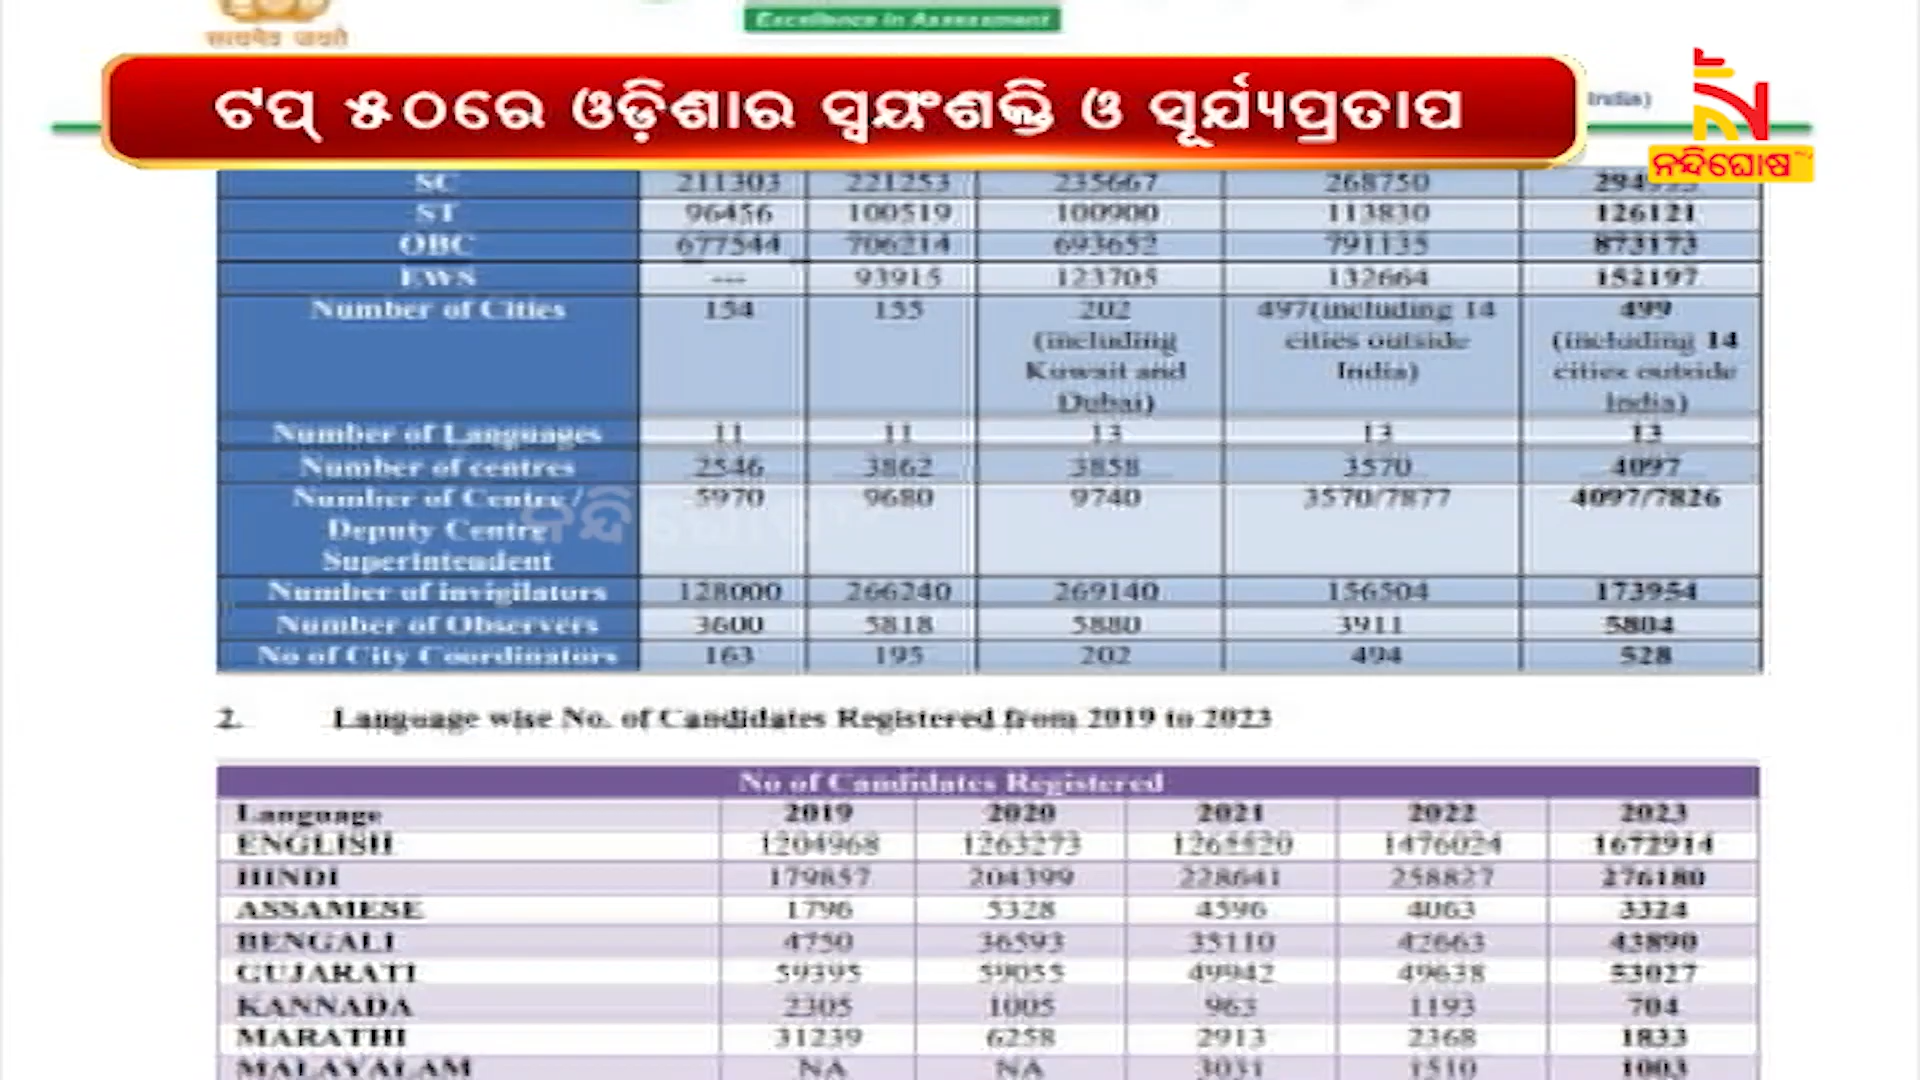 सत्यमेव जयते
Excellence in Assessment
ଟପ୍ ୫୦ରେ ଓଡ଼ିଶାର ସ୍ୱୟଂଶକ୍ତି ଓ ସୂର୍ଯ୍ୟପ୍ରତାପ
India)
ନନ୍ଦିଘୋଷ TV
SC 211303 221253 235667 268750
ST 96456 100519 100900 113830 126121
OBC 677544 706214 693652 791135 873173
EWS --- 93915 123705 132664 152197
Number of Cities 154 155 202 497(including 14 499
(including cities outside (including 14
Kuwait and India) cities outside
Dubai) India)
Number of Languages 11 11 13 13 13
Number of centres 2546 3862 3858 3570 4097
Number of Centre/ 5970 9680 9740 3570/7877 4097/7826
Deputy Centre
Superintendent
ନନ୍ଦିଘୋଷ TV
Number of invigilators 128000 266240 269140 156504 173954
Number of Observers 3600 5818 5880 3911 5804
No of City Coordinators 163 195 202 494 528
2. Language wise No. of Candidates Registered from 2019 to 2023
No of Candidates Registered
Language 2019 2020 2021 2022 2023
ENGLISH 1204968 1263273 1476024 1672914
HINDI 179857 204399 228641 258827 276180
ASSAMESE 1796 5328 4596 4063 3324
BENGALI 4750 36593 35110 42663 43890
GUJARATI 59395 59055 49942 49638 53027
KANNADA 2305 1005 963 1193 704
MARATHI 31239 6258 2913 2368 1833
MALAYALAM NA NA 3031 1510 1003